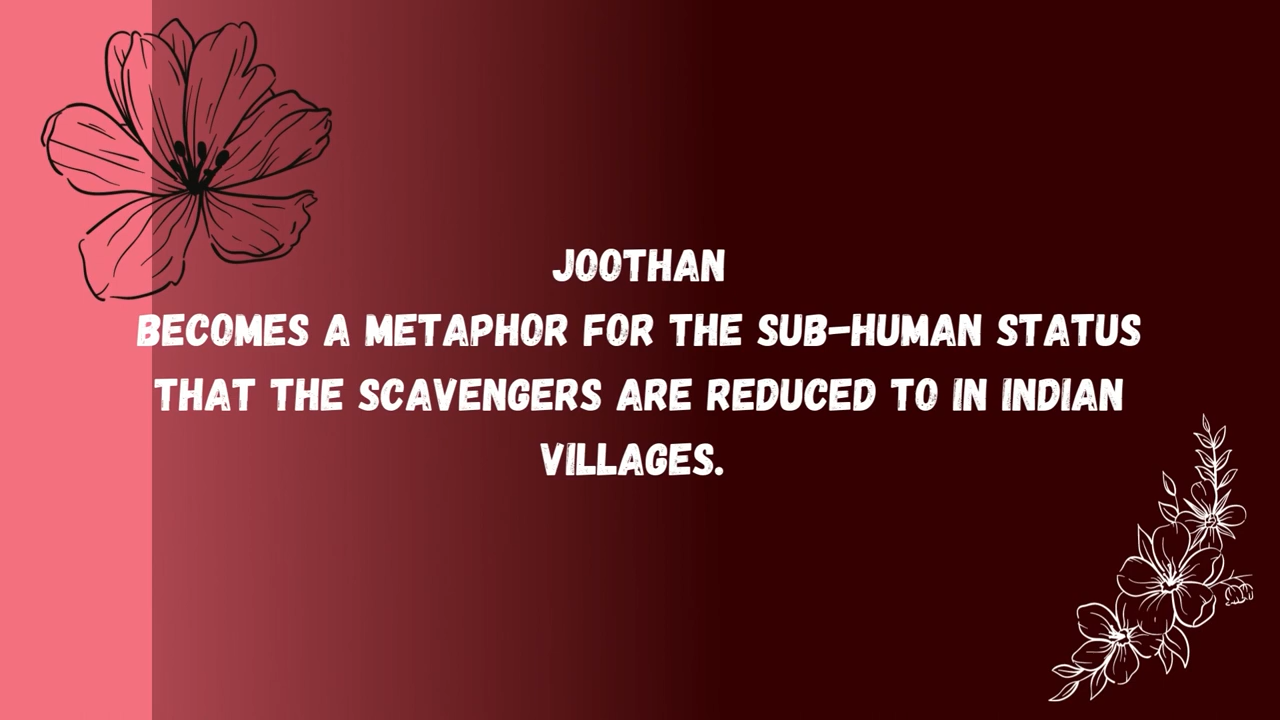 JOOTHAN
BECOMES A METAPHOR FOR THE SUB-HUMAN STATUS
THAT THE SCAVENGERS ARE REDUCED TO IN INDIAN
VILLAGES.